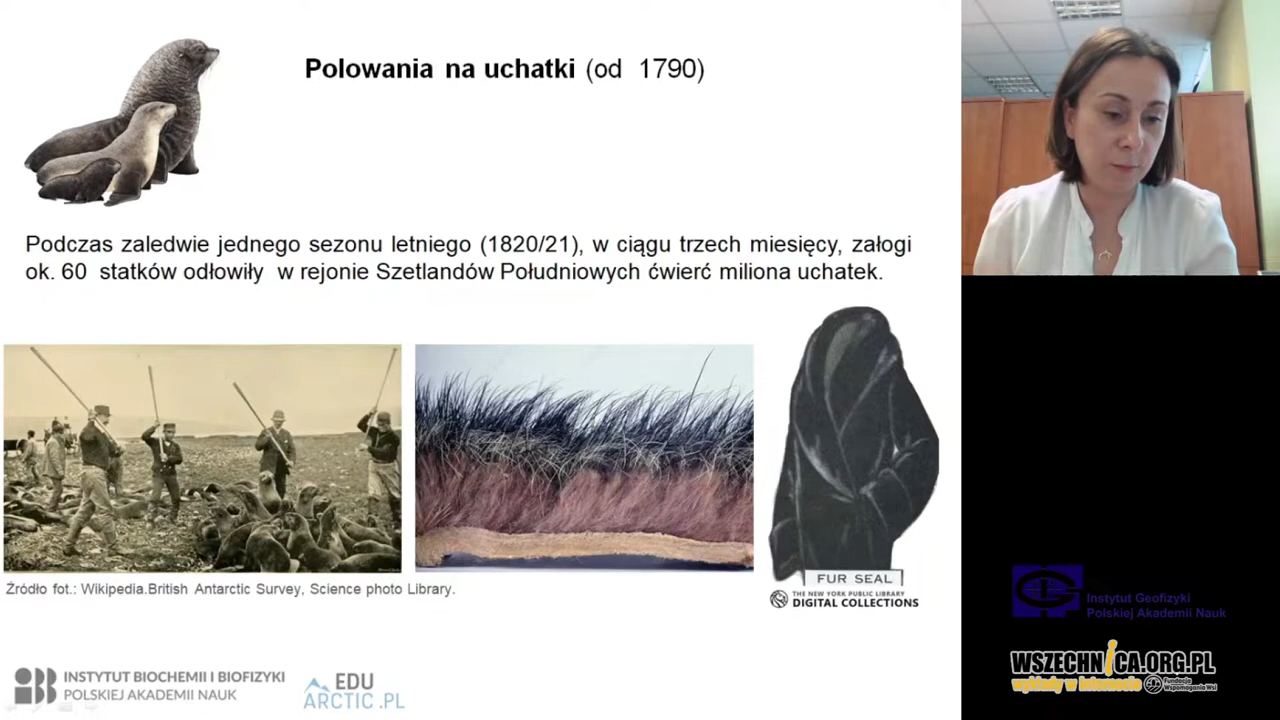 Polowania na uchatki (od 1790)
Podczas zaledwie jednego sezonu letniego (1820/21), w ciągu trzech miesięcy, załogi
ok. 60 statków odłowiły w rejonie Szetlandów Południowych ćwierć miliona uchatek.
FUR SEAL
THE NEW YORK PUBLIC LIBRARY
DIGITAL COLLECTIONS
Źródło fot.: Wikipedia.British Antarctic Survey, Science photo Library.
INSTYTUT BIOCHEMII I BIOFIZYKI
POLSKIEJ AKADEMII NAUK
EDU
ARCTIC.PL
Instytut Geofizyki
Polskiej Akademii Nauk
WSZECHNICA.ORG.PL
wykłady w internecie
Fundacja
Wspomagania Wsi